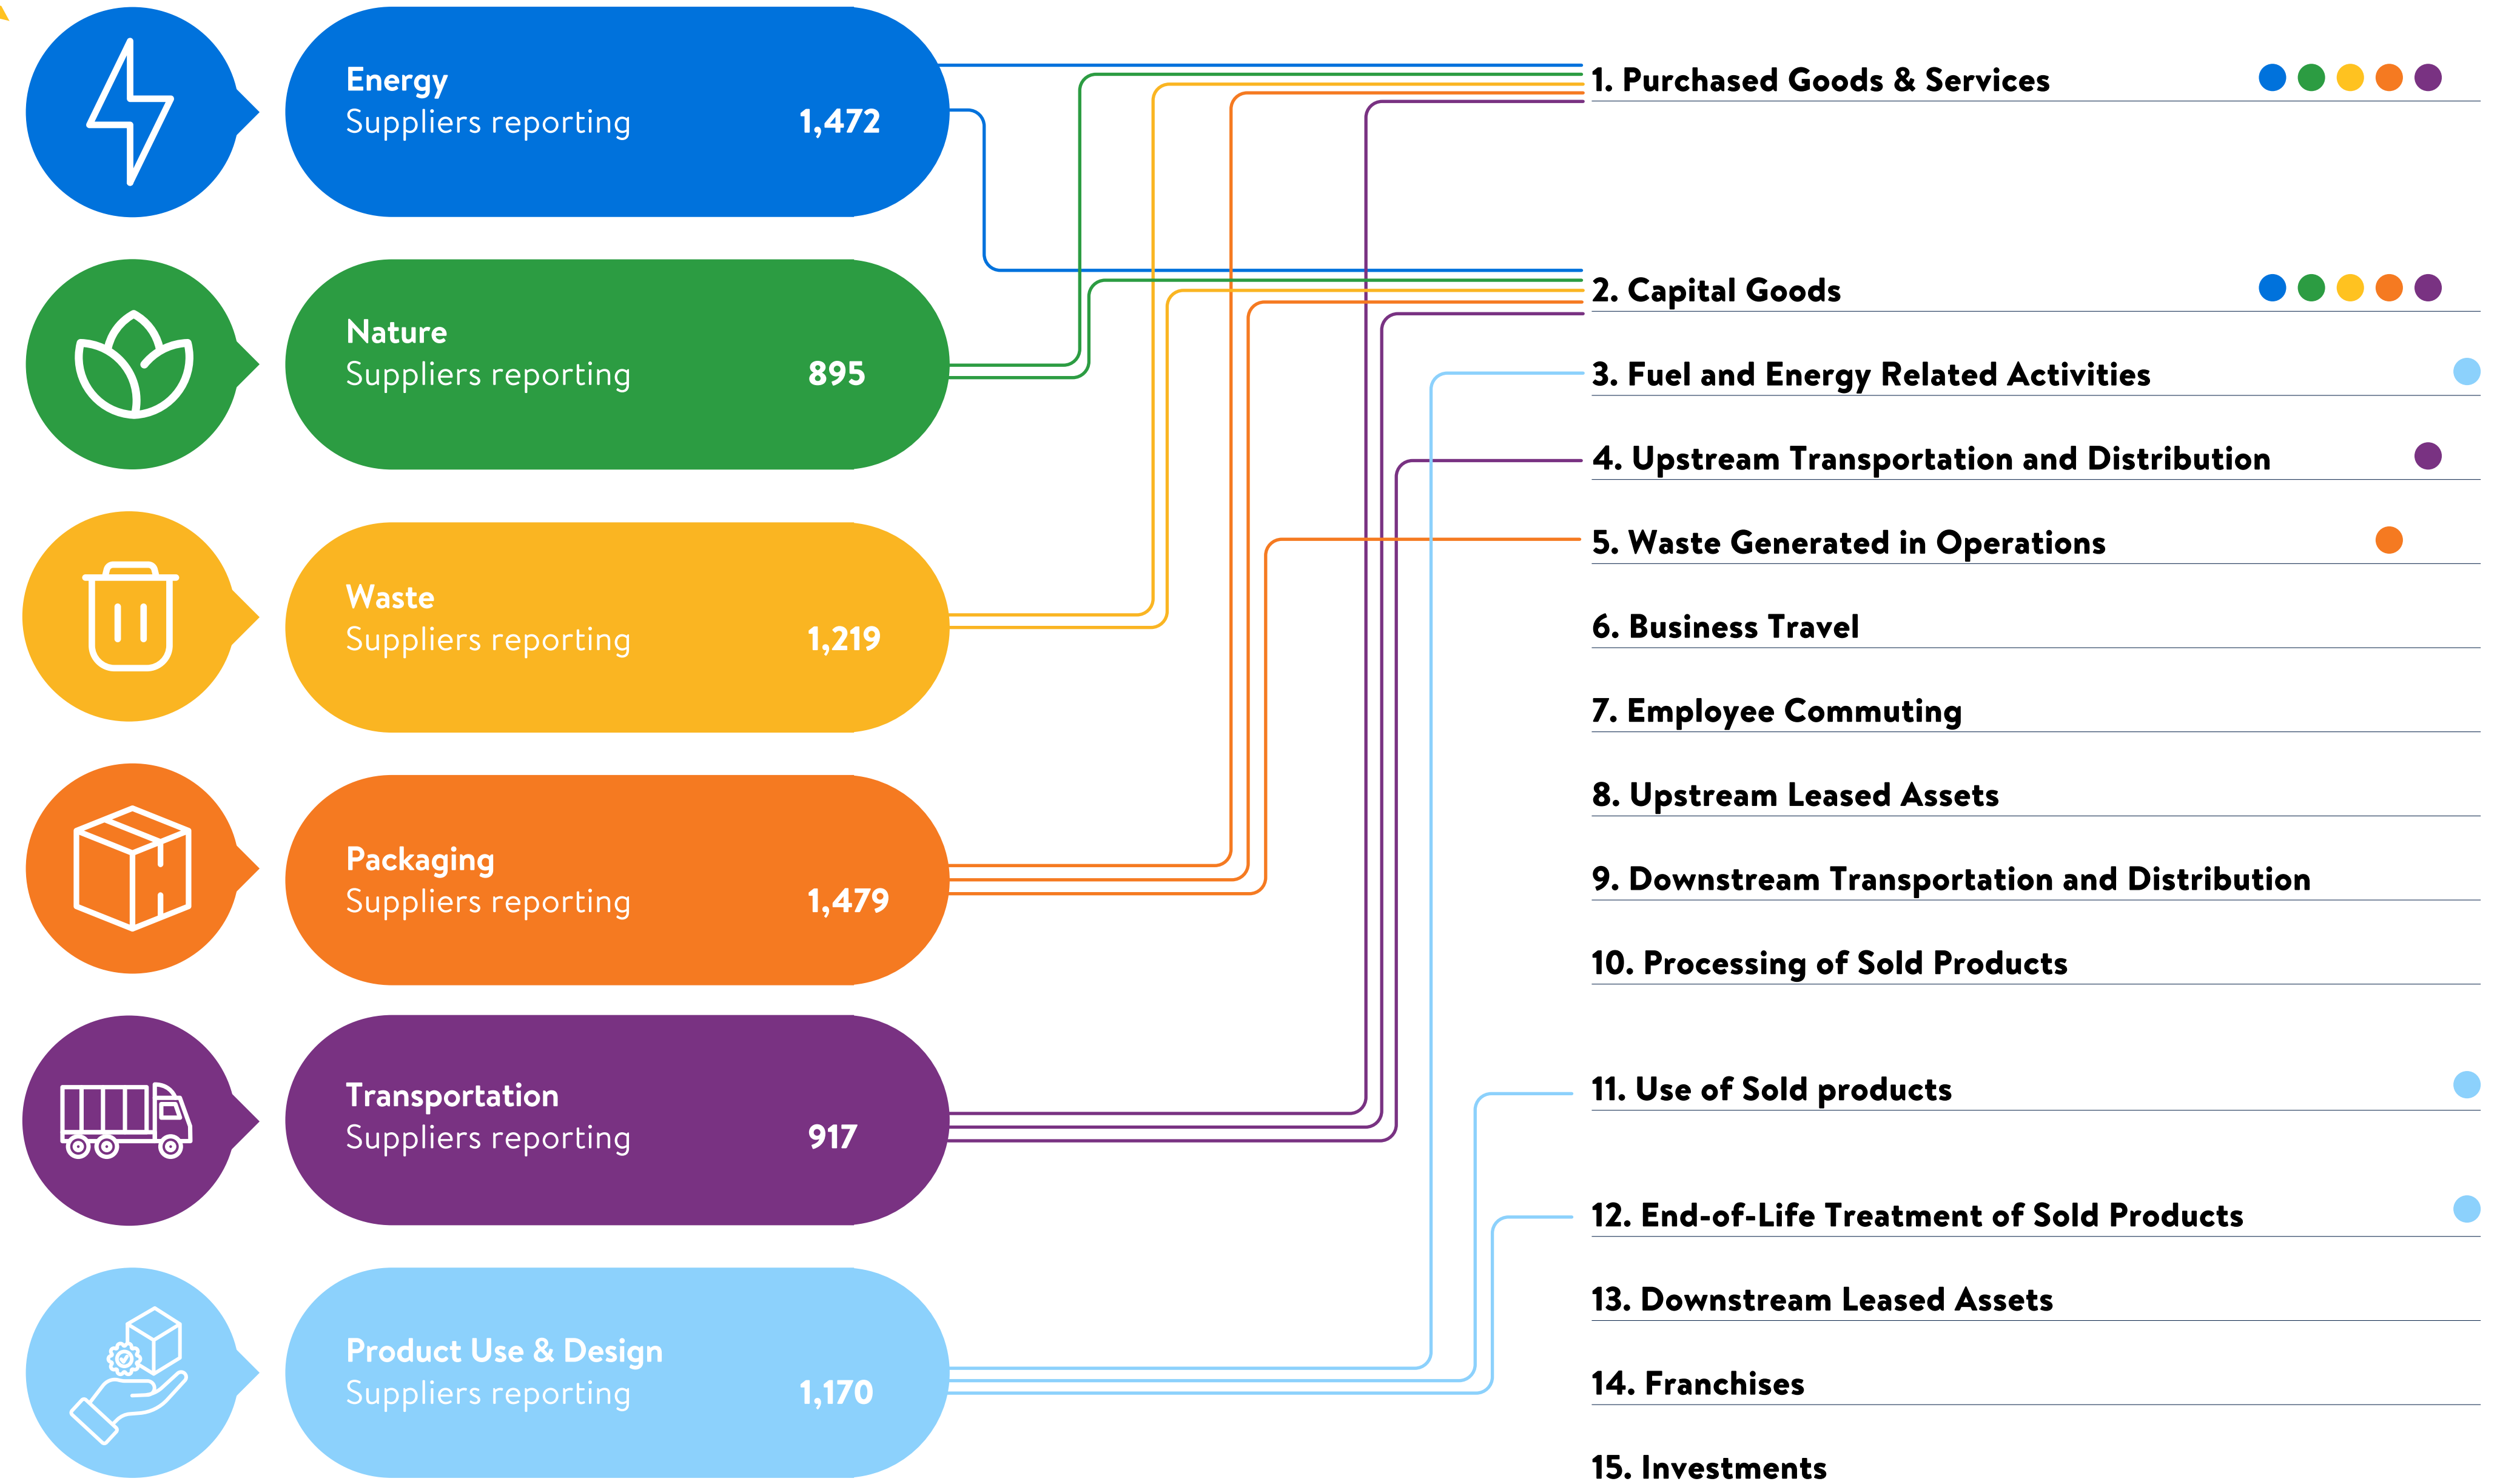 Energy
Suppliers reporting 1,472
Nature
Suppliers reporting 895
Waste
Suppliers reporting 1,219
Packaging
Suppliers reporting 1,479
Transportation
Suppliers reporting 917
Product Use & Design
Suppliers reporting 1,170
1. Purchased Goods & Services
2. Capital Goods
3. Fuel and Energy Related Activities
4. Upstream Transportation and Distribution
5. Waste Generated in Operations
6. Business Travel
7. Employee Commuting
8. Upstream Leased Assets
9. Downstream Transportation and Distribution
10. Processing of Sold Products
11. Use of Sold products
12. End-of-Life Treatment of Sold Products
13. Downstream Leased Assets
14. Franchises
15. Investments